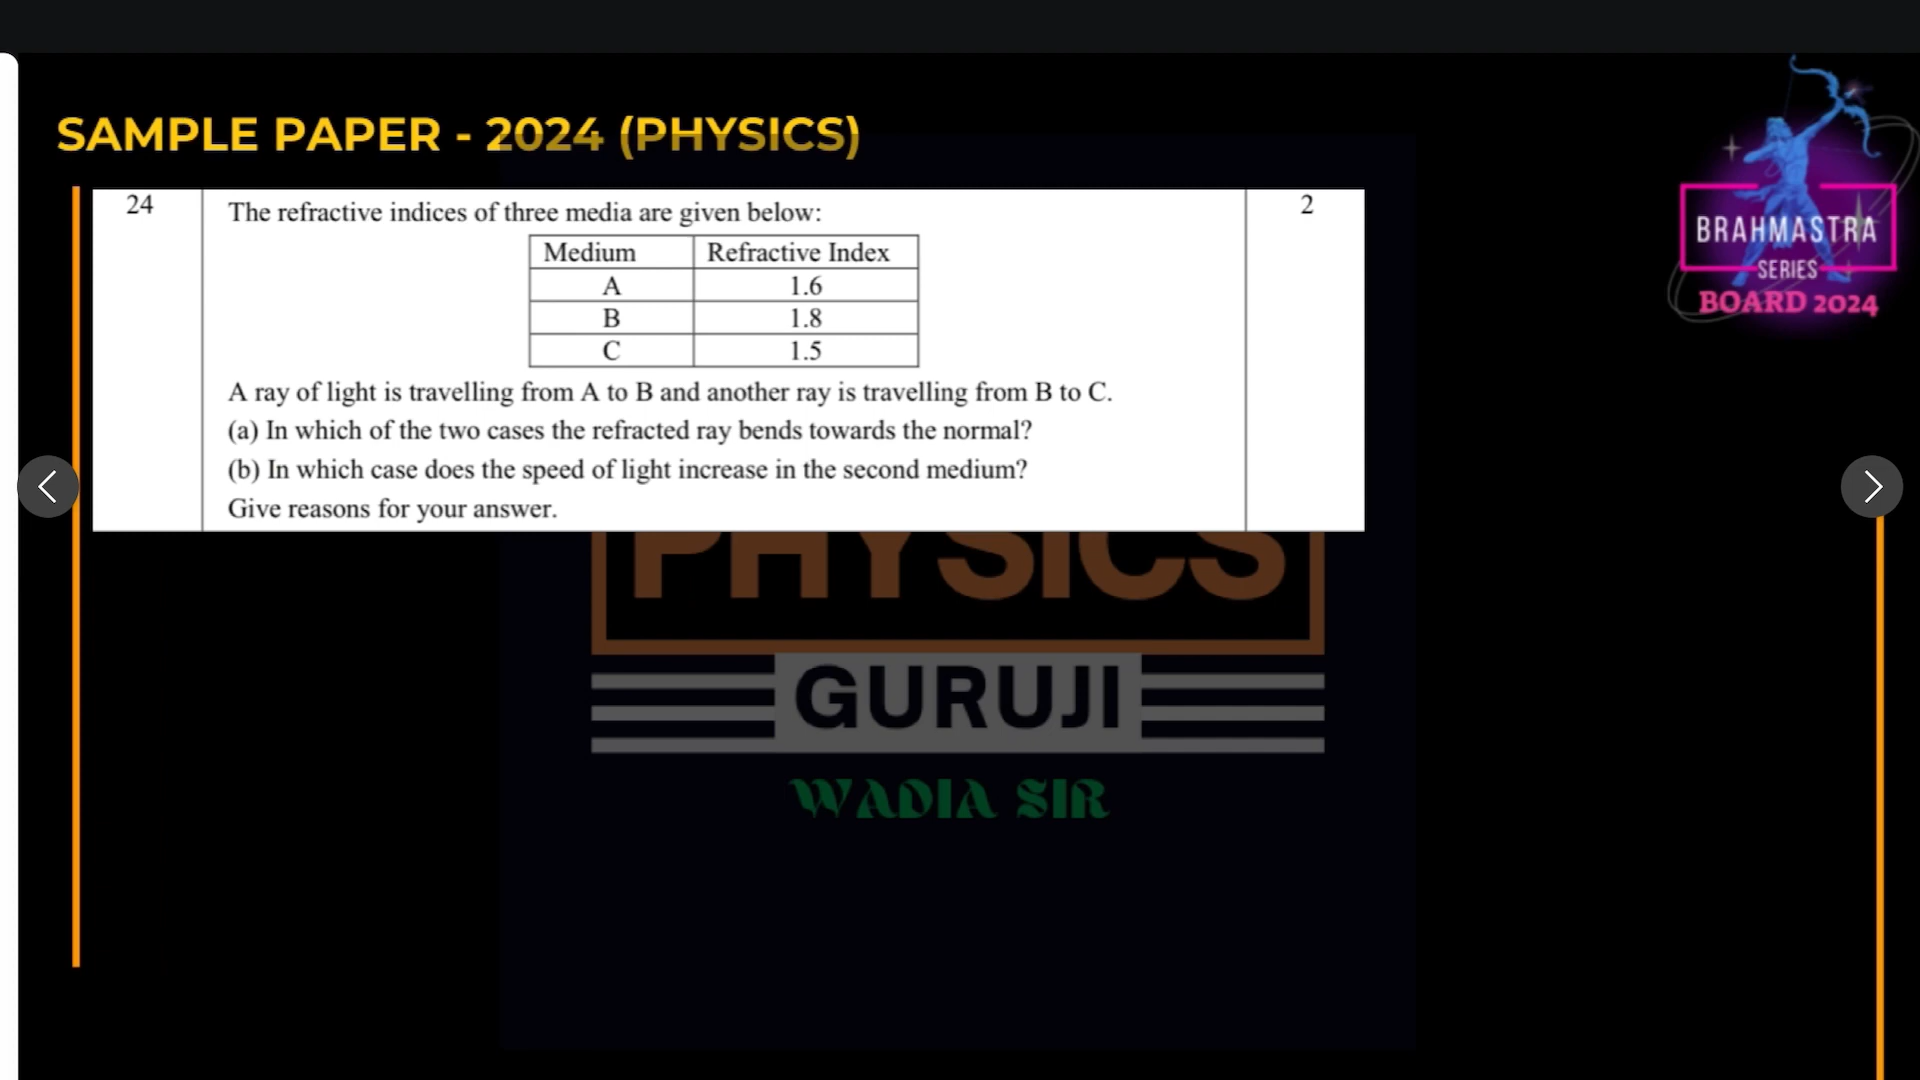 SAMPLE PAPER - 2024 (PHYSICS)
BRAHMASTRA
SERIES
BOARD 2024
24
The refractive indices of three media are given below:
2
Medium Refractive Index
A 1.6
B 1.8
C 1.5
A ray of light is travelling from A to B and another ray is travelling from B to C.
(a) In which of the two cases the refracted ray bends towards the normal?
(b) In which case does the speed of light increase in the second medium?
Give reasons for your answer.
PHYSICS
GURUJI
WADIA SIR